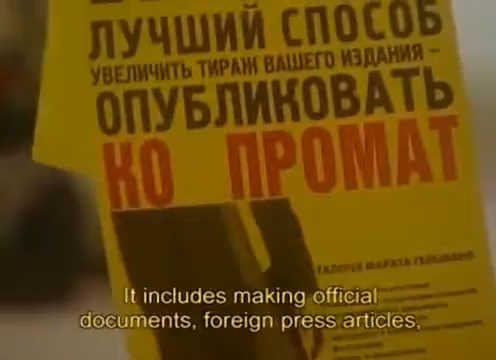 ЛУЧШИЙ СПОСОБ
УВЕЛИЧИТЬ ТИРАЖ ВАШЕГО ИЗДАНИЯ –
ОПУБЛИКОВАТЬ
КО ПРОМАТ
ГАЛЕРЕЯ МАРАТА ГЕЛЬМАНА
It includes making official
documents, foreign press articles,